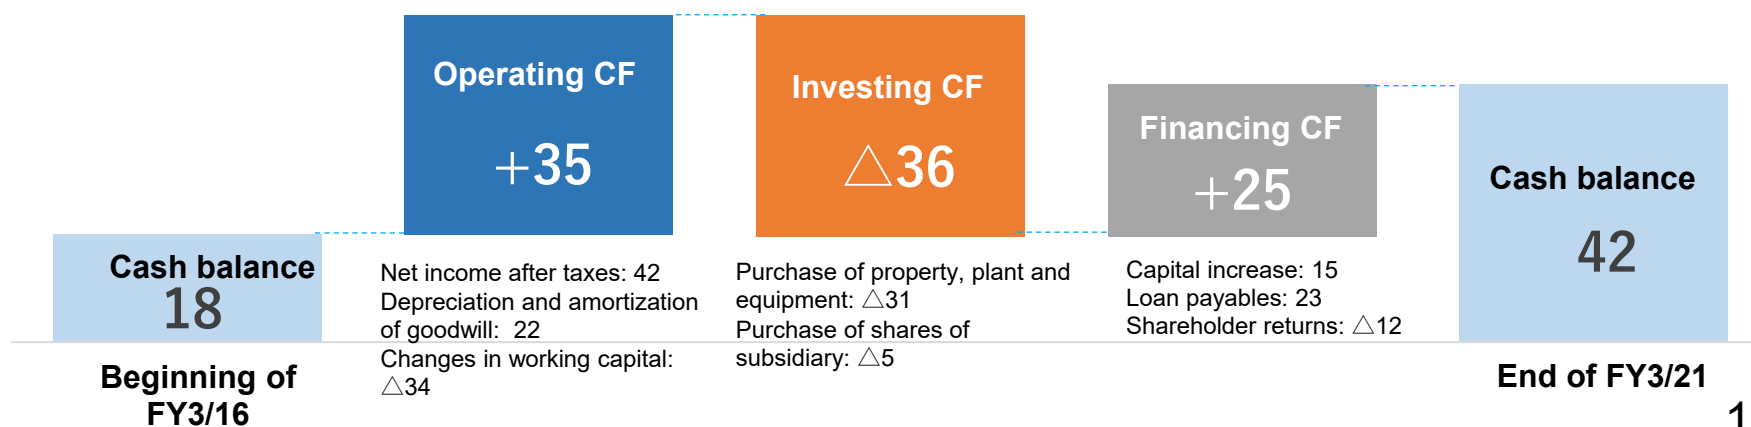 Cash balance
18
Beginning of
FY3/16
Operating CF
+35
Net income after taxes: 42
Depreciation and amortization
of goodwill: 22
Changes in working capital:
△34
Investing CF
△36
Purchase of property, plant and
equipment: △31
Purchase of shares of
subsidiary: △5
Financing CF
+25
Capital increase: 15
Loan payables: 23
Shareholder returns: △12
Cash balance
42
End of FY3/21
1